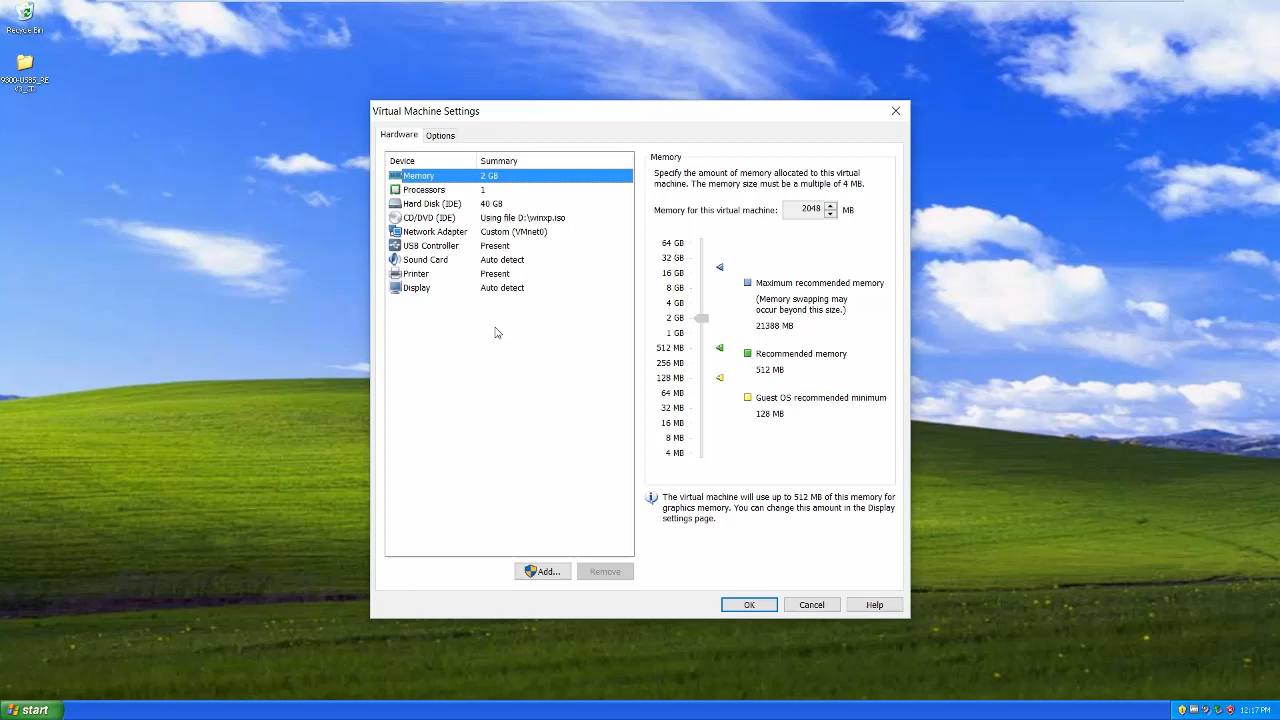 Recycle Bin
9300-USBS_RE
V3_CD
Virtual Machine Settings
Hardware Options
Device Summary
Memory 2 GB
Processors 1
Hard Disk (IDE) 40 GB
CD/DVD (IDE) Using file D:\winxp.iso
Network Adapter Custom (VMnet0)
USB Controller Present
Sound Card Auto detect
Printer Present
Display Auto detect
Add...
Remove
Memory
Specify the amount of memory allocated to this virtual
machine. The memory size must be a multiple of 4 MB.
Memory for this virtual machine: 2048 MB
64 GB
32 GB
16 GB
8 GB
4 GB
2 GB
1 GB
512 MB
256 MB
128 MB
64 MB
32 MB
16 MB
8 MB
4 MB
Maximum recommended memory
(Memory swapping may
occur beyond this size.)
21388 MB
Recommended memory
512 MB
Guest OS recommended minimum
128 MB
The virtual machine will use up to 512 MB of this memory for
graphics memory. You can change this amount in the Display
settings page.
OK Cancel Help
start
12:17 PM